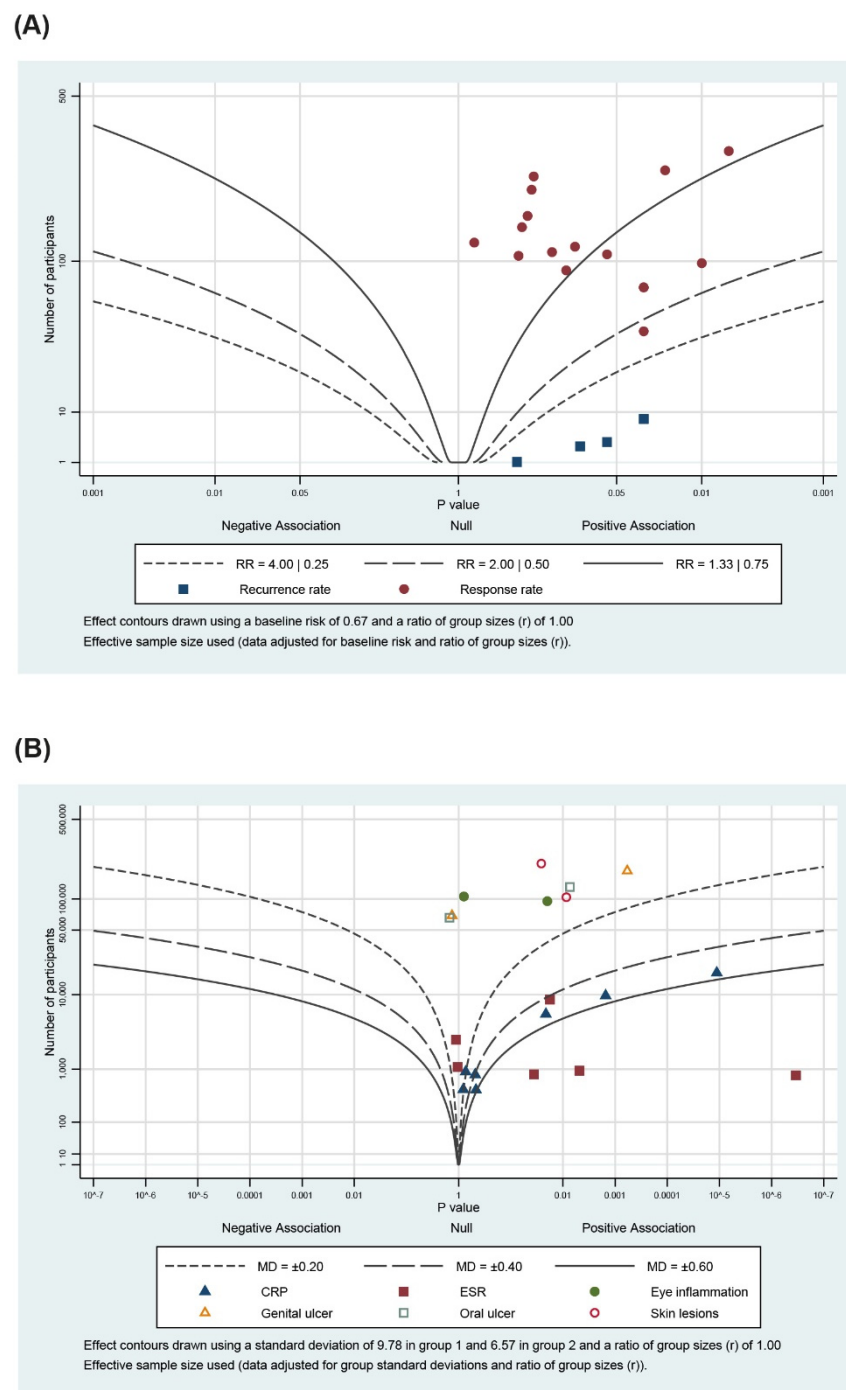 (A)
500
100
10
1
Number of participants
0.001
0.01
0.05
1
0.05
0.01
0.001
P value
Negative Association
Null
Positive Association
RR = 4.00 | 0.25
RR = 2.00 | 0.50
RR = 1.33 | 0.75
Recurrence rate
Response rate
Effect contours drawn using a baseline risk of 0.67 and a ratio of group sizes (r) of 1.00
Effective sample size used (data adjusted for baseline risk and ratio of group sizes (r)).
(B)
500.000
100.000
50.000
10.000
1.000
100
10
1
Number of participants
10^-7
10^-6
10^-5
0.0001
0.001
0.01
1
0.01
0.001
0.0001
10^-5
10^-6
10^-7
P value
Negative Association
Null
Positive Association
MD = ±0.20
MD = ±0.40
MD = ±0.60
CRP
ESR
Eye inflammation
Genital ulcer
Oral ulcer
Skin lesions
Effect contours drawn using a standard deviation of 9.78 in group 1 and 6.57 in group 2 and a ratio of group sizes (r) of 1.00
Effective sample size used (data adjusted for group standard deviations and ratio of group sizes (r)).